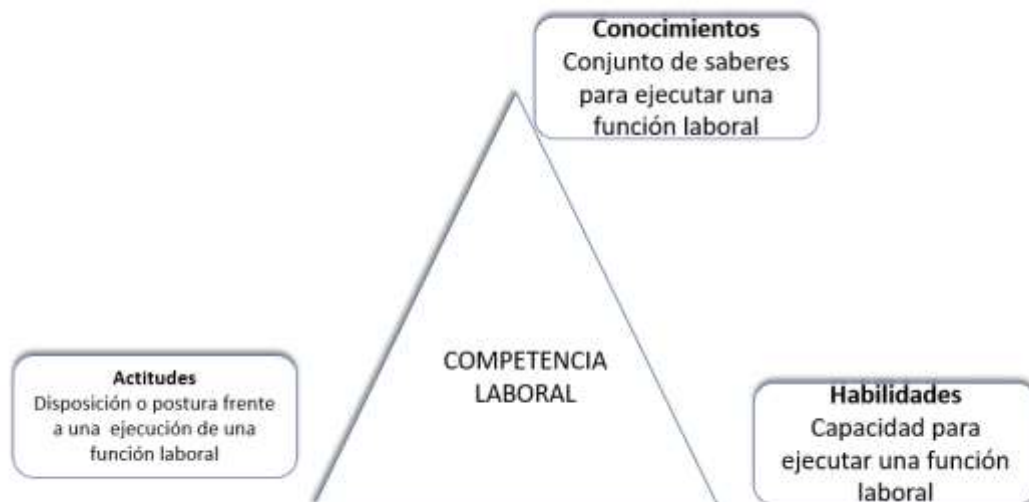 Conocimientos
Conjunto de saberes
para ejecutar una
función laboral
COMPETENCIA
LABORAL
Actitudes
Disposición o postura frente
a una ejecución de una
función laboral
Habilidades
Capacidad para
ejecutar una función
laboral